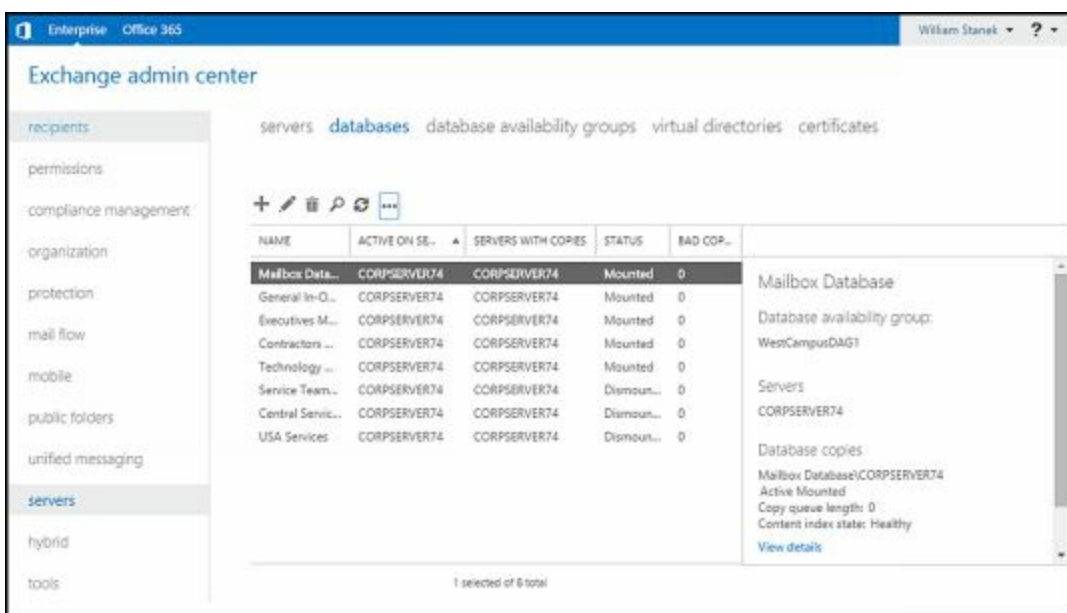 Enterprise Office 365
William Stanek ?
Exchange admin center
recipients
permissions
compliance management
organization
protection
mail flow
mobile
public folders
unified messaging
servers
hybrid
tools
servers databases database availability groups virtual directories certificates
NAME ACTIVE ON SE... SERVERS WITH COPIES STATUS BAD COP...
Mailbox Data... CORPSERVER74 CORPSERVER74 Mounted 0
General In-O... CORPSERVER74 CORPSERVER74 Mounted 0
Executives M... CORPSERVER74 CORPSERVER74 Mounted 0
Contractors ... CORPSERVER74 CORPSERVER74 Mounted 0
Technology ... CORPSERVER74 CORPSERVER74 Mounted 0
Service Team... CORPSERVER74 CORPSERVER74 Dismoun... 0
Central Servic... CORPSERVER74 CORPSERVER74 Dismoun... 0
USA Services CORPSERVER74 CORPSERVER74 Dismoun... 0
1 selected of 8 total
Mailbox Database
Database availability group:
WestCampusDAG1
Servers
CORPSERVER74
Database copies
Mailbox Database\CORPSERVER74
Active Mounted
Copy queue length: 0
Content index state: Healthy
View details